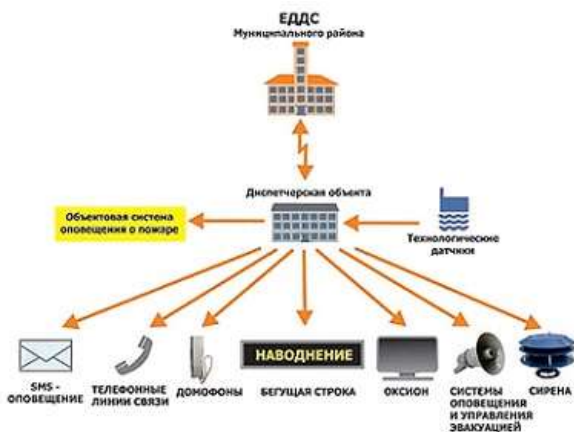 ЕДДС
Муниципального района
Диспетчерская объекта
Объектовая система
оповещения о пожаре
Технологические
датчики
НАВОДНЕНИЕ
SMS -
ОПОВЕЩЕНИЕ
ТЕЛЕФОННЫЕ
ЛИНИИ СВЯЗИ
ДОМОФОНЫ
БЕГУЩАЯ СТРОКА
ОКСИОН
СИСТЕМЫ
ОПОВЕЩЕНИЯ
И УПРАВЛЕНИЯ
ЭВАКУАЦИЕЙ
СИРЕНА